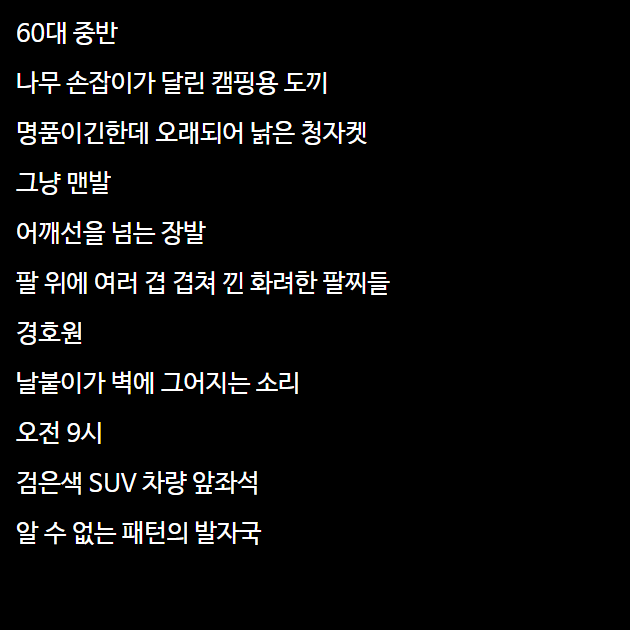 60대 중반
나무 손잡이가 달린 캠핑용 도끼
명품이긴한데 오래되어 낡은 청자켓
그냥 맨발
어깨선을 넘는 장발
팔 위에 여러 겹 겹쳐 낀 화려한 팔찌들
경호원
날붙이가 벽에 그어지는 소리
오전 9시
검은색 SUV 차량 앞좌석
알 수 없는 패턴의 발자국